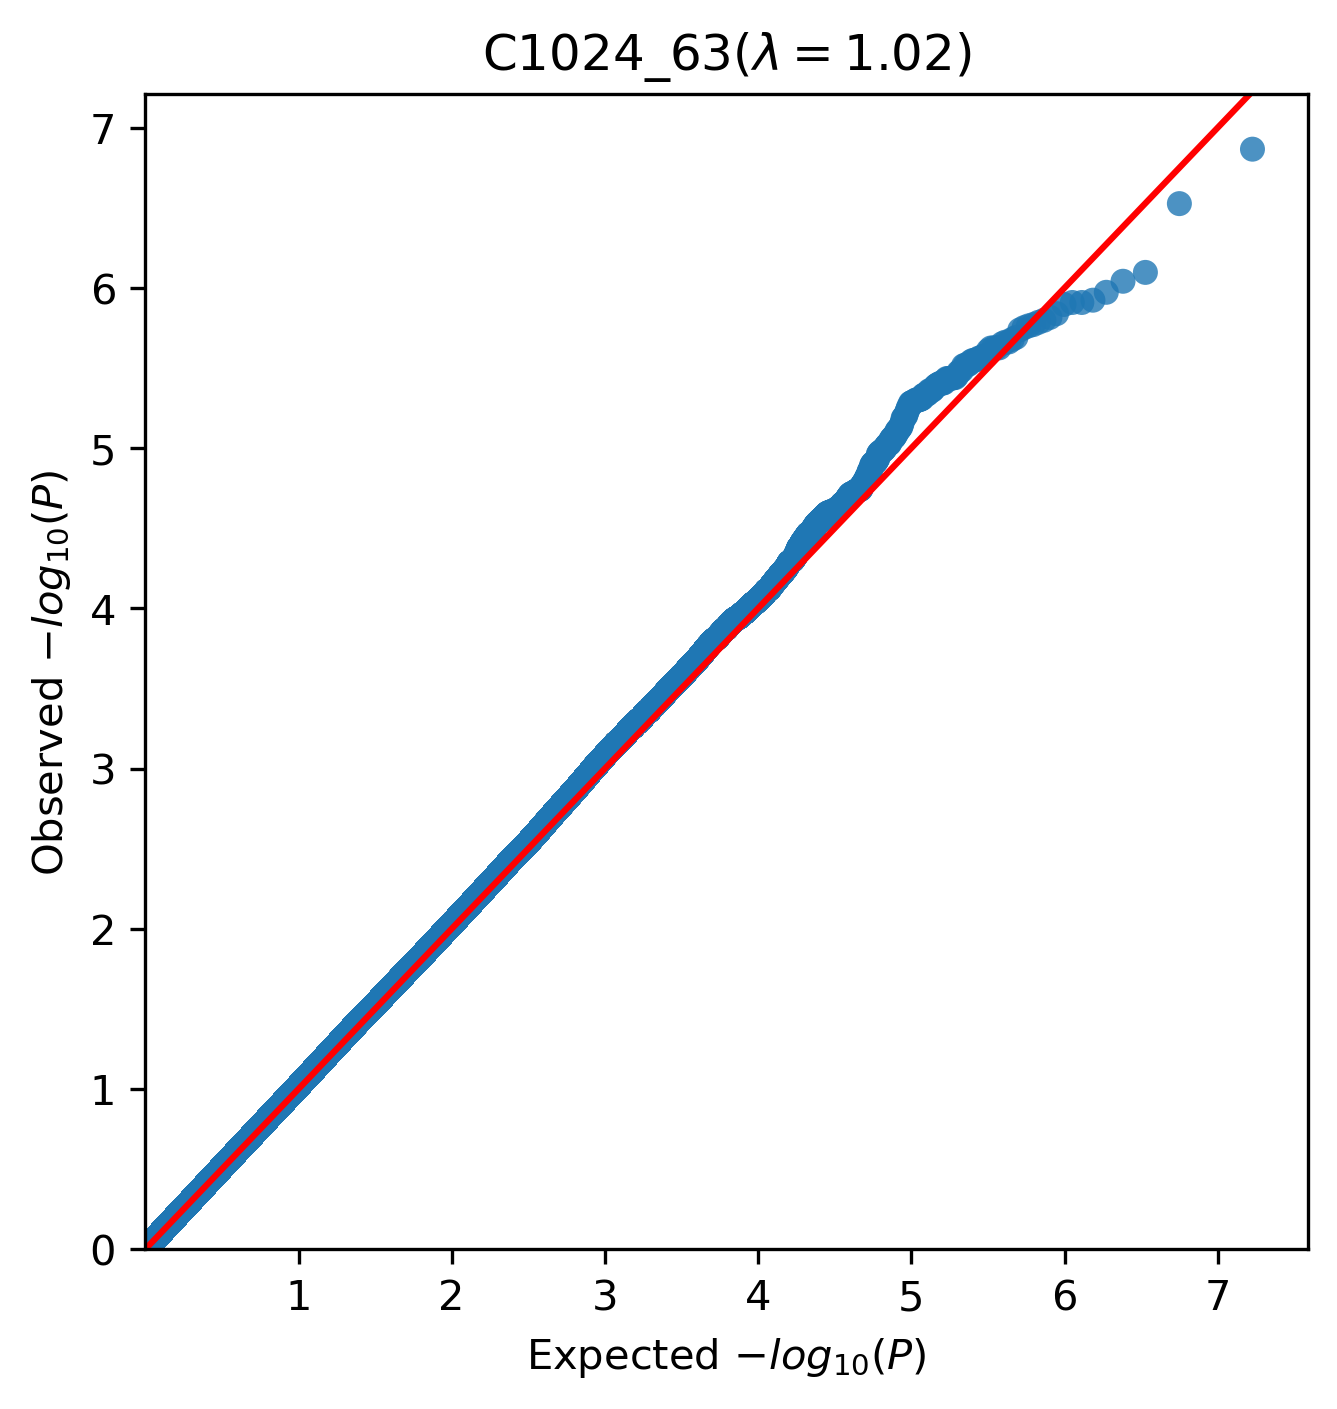 C1024_63(λ = 1.02)
7
6
5
4
3
2
1
0
Observed −log₁₀(P)
1 2 3 4 5 6 7
Expected −log₁₀(P)